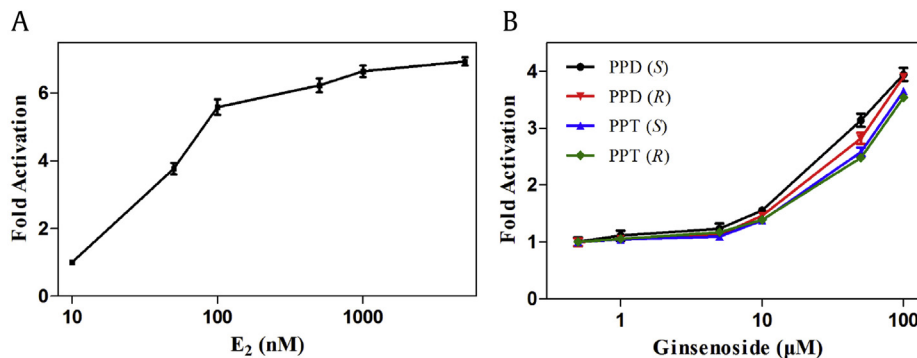 A
Fold Activation
6
4
2
0
10
100
1000
E₂ (nM)
B
PPD (S)
PPD (R)
PPT (S)
PPT (R)
Fold Activation
4
3
2
1
0
1
10
100
Ginsenoside (μM)